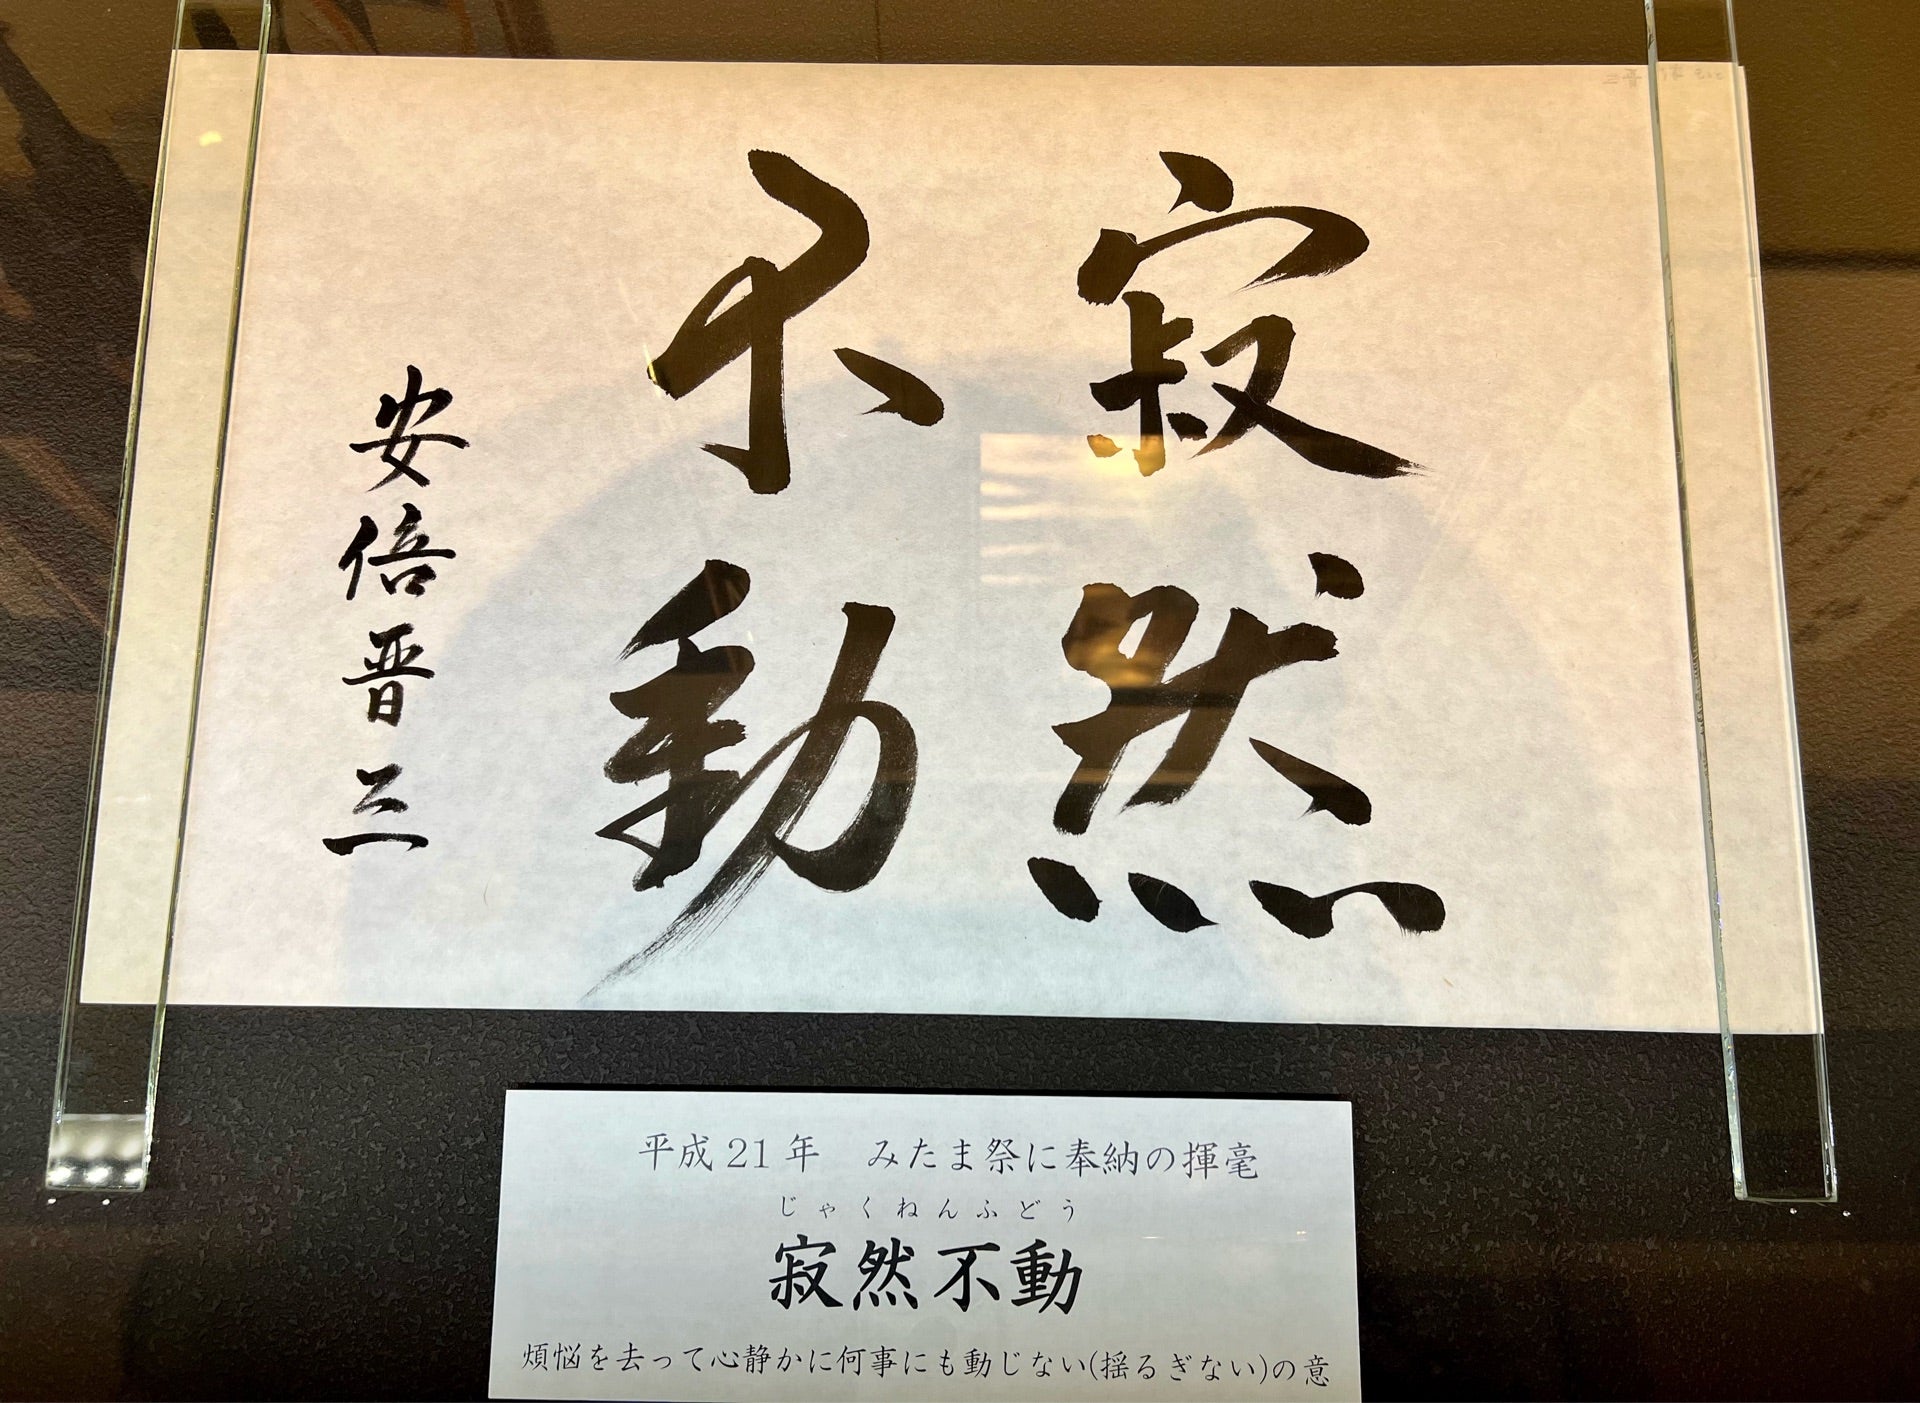 寂然
不動
安倍晋三
平成21年　みたま祭に奉納の揮毫
じゃくねんふどう
寂然不動
煩悩を去って心静かに何事にも動じない(揺るぎない)の意